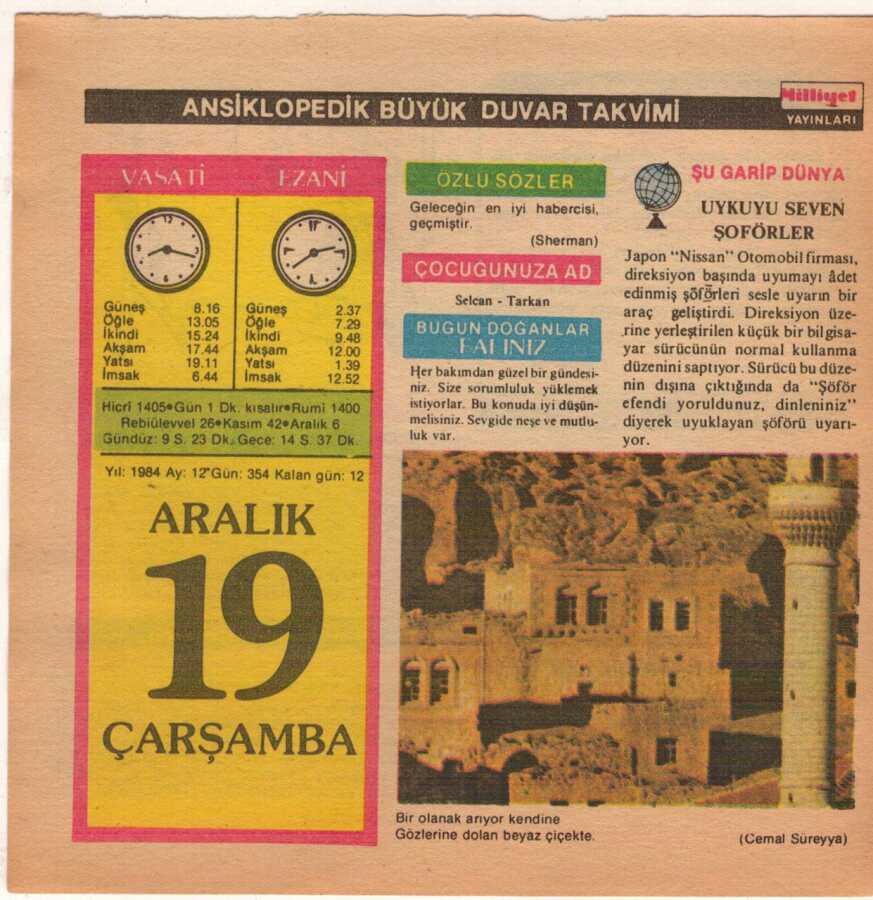 ANSİKLOPEDİK BÜYÜK DUVAR TAKVİMİ
Milliyet
YAYINLARI
VASATİ
EZANİ
Güneş 8.16
Öğle 13.05
İkindi 15.24
Akşam 17.44
Yatsı 19.11
İmsak 6.44
Güneş 2.37
Öğle 7.29
İkindi 9.48
Akşam 12.00
Yatsı 1.39
İmsak 12.52
Hicrî 1405•Gün 1 Dk. kısalır•Rumi 1400
Rebiülevvel 26•Kasım 42•Aralık 6
Gündüz: 9 S. 23 Dk. Gece: 14 S. 37 Dk.
Yıl: 1984 Ay: 12 Gün: 354 Kalan gün: 12
ARALIK
19
ÇARŞAMBA
ÖZLÜ SÖZLER
Geleceğin en iyi habercisi,
geçmiştir.
(Sherman)
ÇOCUĞUNUZA AD
Selcan - Tarkan
BUGÜN DOĞANLAR
FALINIZ
Her bakımdan güzel bir gündesi-
niz. Size sorumluluk yüklemek
istiyorlar. Bu konuda iyi düşün-
melisiniz. Sevgide neşe ve mutlu-
luk var.
ŞU GARİP DÜNYA
UYKUYU SEVEN
ŞOFÖRLER
Japon "Nissan" Otomobil firması,
direksiyon başında uyumayı âdet
edinmiş şöförleri sesle uyarın bir
araç geliştirdi. Direksiyon üze-
rine yerleştirilen küçük bir bilgisa-
yar sürücünün normal kullanma
düzenini saptıyor. Sürücü bu düze-
nin dışına çıktığında da "Şöför
efendi yoruldunuz, dinleniniz"
diyerek uyuklayan şöförü uyarı-
yor.
Bir olanak arıyor kendine
Gözlerine dolan beyaz çiçekte.
(Cemal Süreyya)